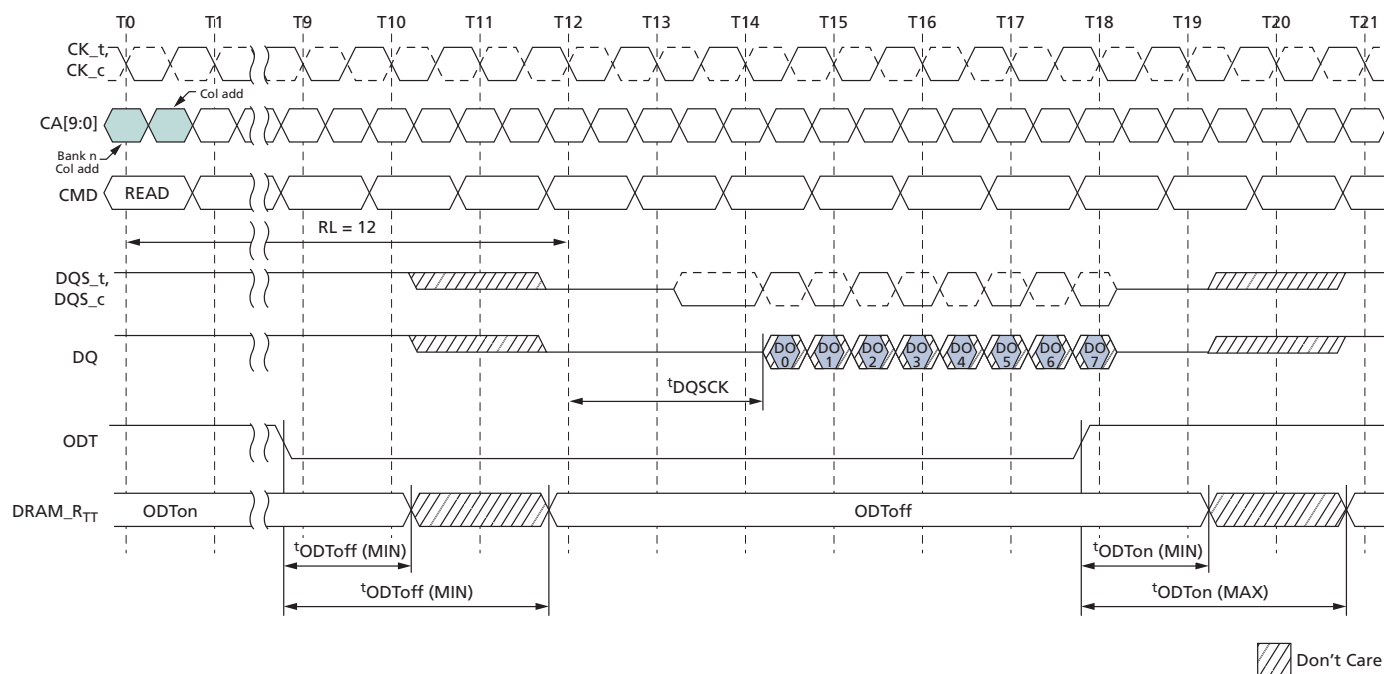 T0 T1 T9 T10 T11 T12 T13 T14 T15 T16 T17 T18 T19 T20 T21
CK_t,
CK_c
Col add
CA[9:0]
Bank n
Col add
CMD READ
RL = 12
DQS_t,
DQS_c
DQ DO 0 DO 1 DO 2 DO 3 DO 4 DO 5 DO 6 DO 7
tDQSCK
ODT
DRAM_RTT ODTon ODToff
tODToff (MIN) tODTon (MIN)
tODToff (MIN) tODTon (MAX)
Don't Care